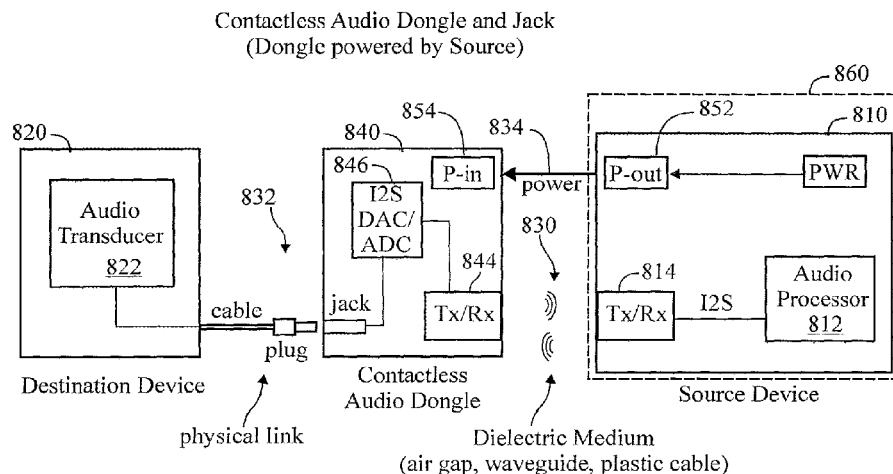 Contactless Audio Dongle and Jack
(Dongle powered by Source)
860
820
840
854
834
852
810
846
P-in
power
P-out
PWR
I2S
DAC/
ADC
Audio
Transducer
822
832
830
844
814
Audio
Processor
812
Tx/Rx
Tx/Rx
I2S
cable
jack
plug
Destination Device
Contactless
Audio Dongle
Source Device
physical link
Dielectric Medium
(air gap, waveguide, plastic cable)